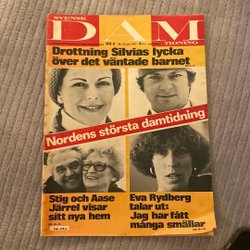 SVENSK
DAM
TIDNING
Drottning Silvias lycka
över det väntade barnet
Nordens största damtidning
Stig och Aase
Järrel visar
sitt nya hem
Eva Rydberg
talar ut:
Jag har fått
många smällar